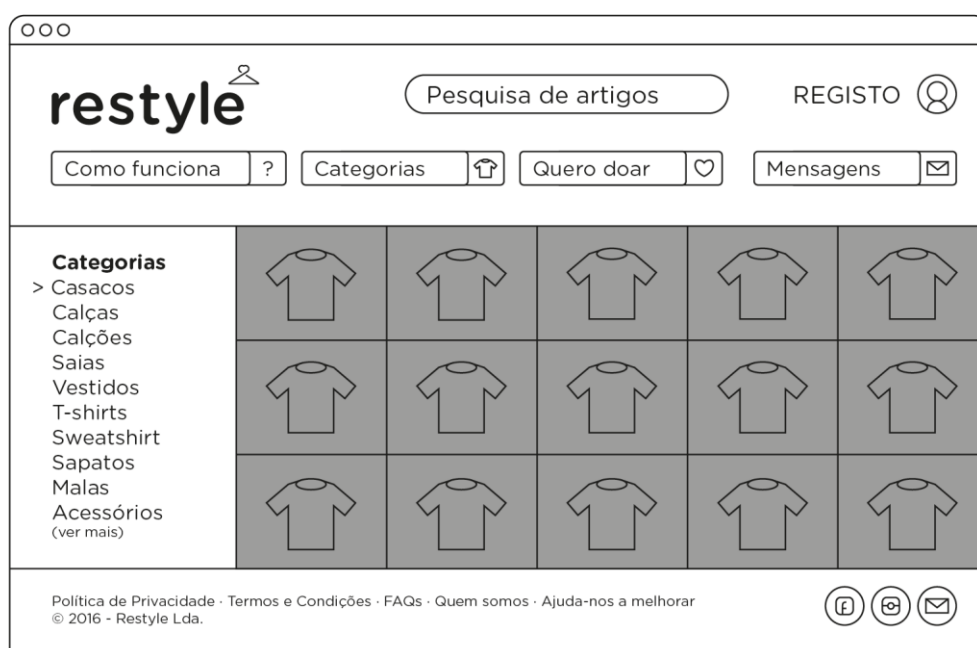 restyle
Pesquisa de artigos
REGISTO
Como funciona ?
Categorias
Quero doar
Mensagens
Categorias
> Casacos
Calças
Calções
Saias
Vestidos
T-shirts
Sweatshirt
Sapatos
Malas
Acessórios
(ver mais)
Política de Privacidade · Termos e Condições · FAQs · Quem somos · Ajuda-nos a melhorar
© 2016 - Restyle Lda.